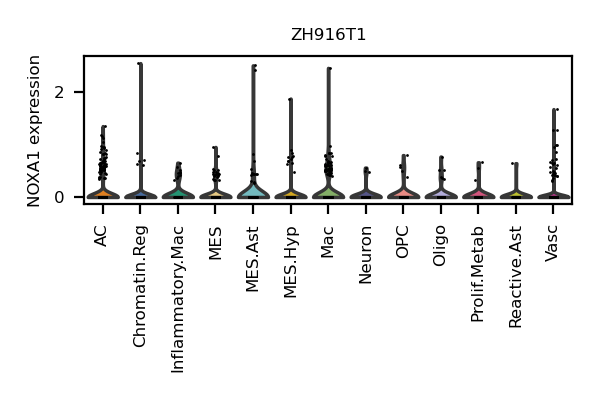 ZH916T1
NOXA1 expression
2
0
AC
Chromatin.Reg
Inflammatory.Mac
MES
MES.Ast
MES.Hyp
Mac
Neuron
OPC
Oligo
Prolif.Metab
Reactive.Ast
Vasc